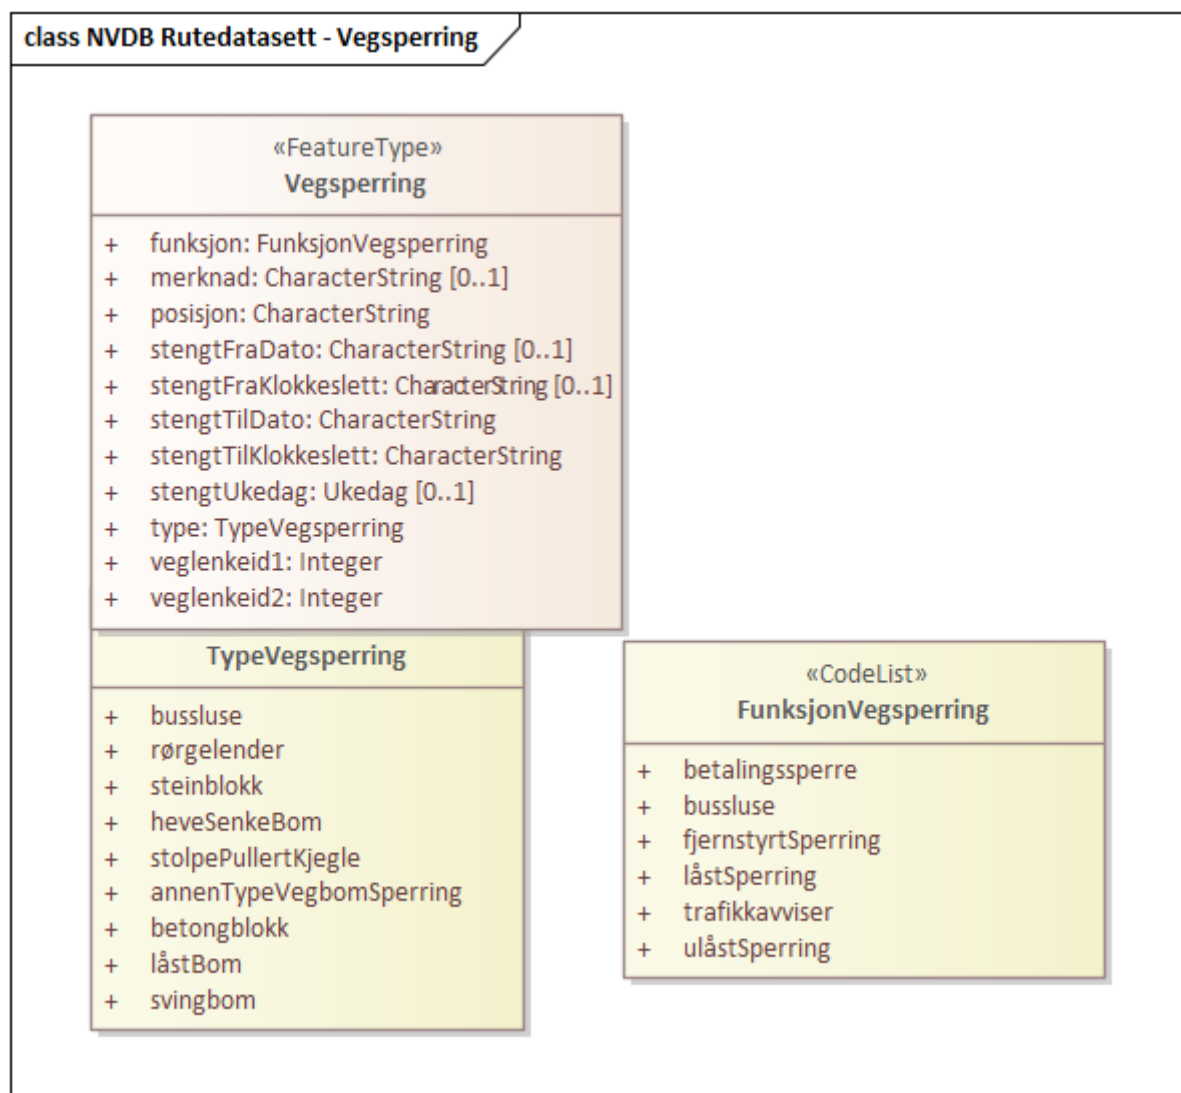 class NVDB Rutedatasett - Vegsperring
«FeatureType»
Vegsperring
+ funksjon: FunksjonVegsperring
+ merknad: CharacterString [0..1]
+ posisjon: CharacterString
+ stengtFraDato: CharacterString [0..1]
+ stengtFraKlokkeslett: CharacterString [0..1]
+ stengtTilDato: CharacterString
+ stengtTilKlokkeslett: CharacterString
+ stengtUkedag: Ukedag [0..1]
+ type: TypeVegsperring
+ veglenkeid1: Integer
+ veglenkeid2: Integer
TypeVegsperring
+ bussluse
+ rørgelender
+ steinblokk
+ heveSenkeBom
+ stolpePullertKjegle
+ annenTypeVegbomSperring
+ betongblokk
+ låstBom
+ svingbom
«CodeList»
FunksjonVegsperring
+ betalingssperre
+ bussluse
+ fjernstyrtSperring
+ låstSperring
+ trafikkavviser
+ ulåstSperring